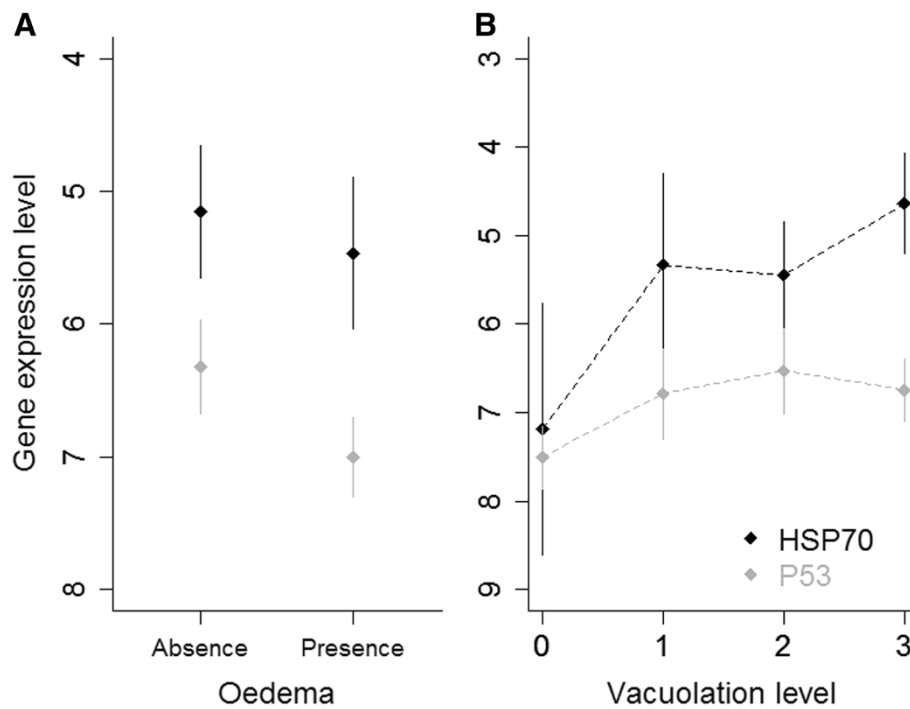 A
B
Gene expression level
4
5
6
7
8
Absence
Presence
Oedema
3
4
5
6
7
8
9
HSP70
P53
0
1
2
3
Vacuolation level